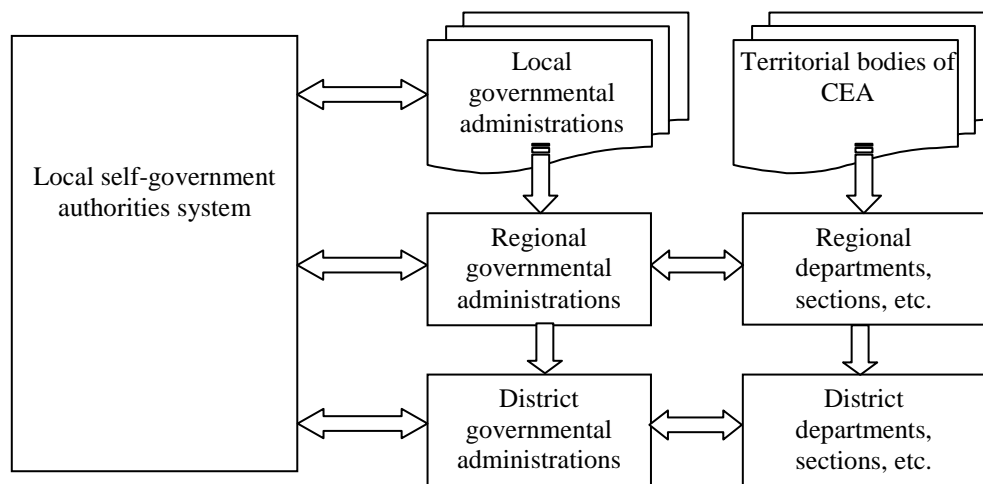 Local
governmental
administrations
Territorial bodies of
CEA
Local self-government
authorities system
Regional
governmental
administrations
Regional
departments,
sections, etc.
District
governmental
administrations
District
departments,
sections, etc.